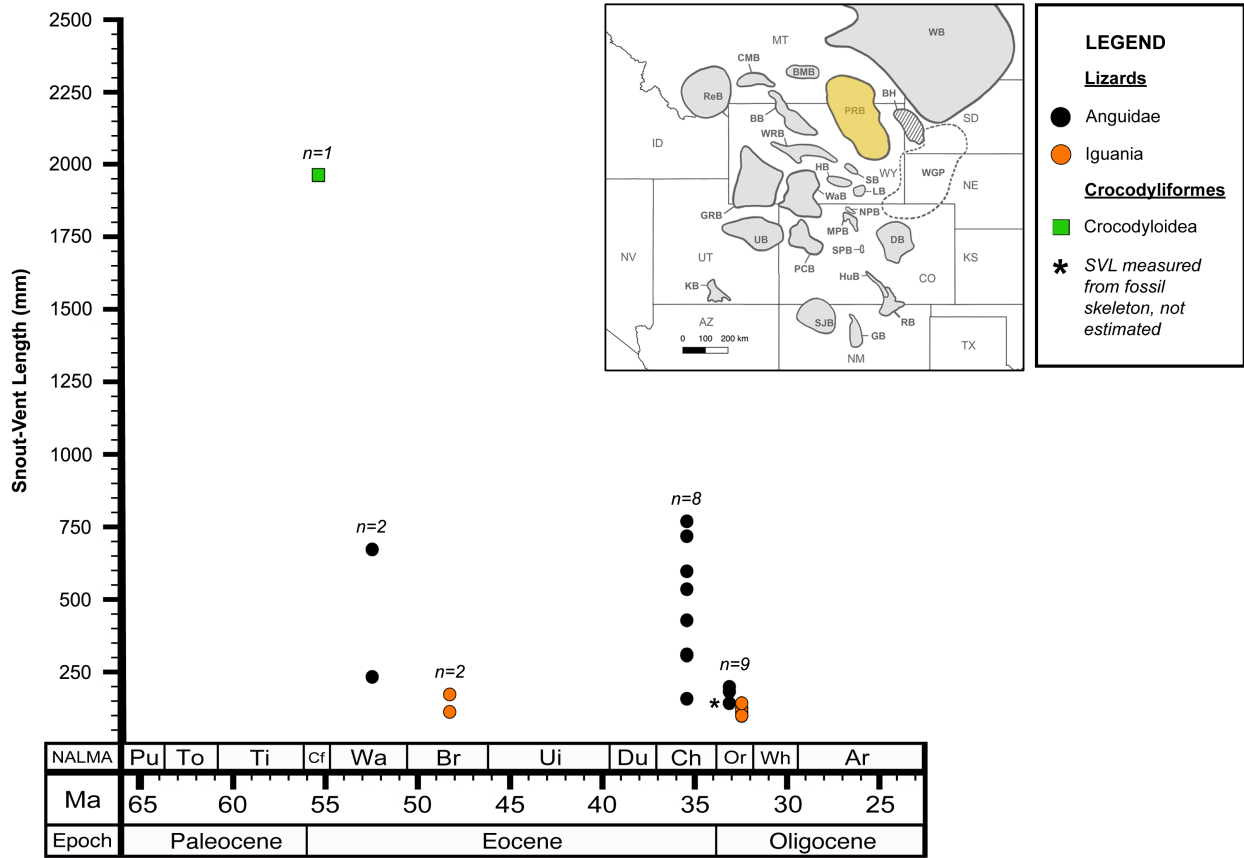 Snout-Vent Length (mm)
2500
2250
2000
1750
1500
1250
1000
750
500
250
n=1
n=2
n=2
n=8
n=9
*
MT
WB
CMB
BMB
ReB
BH
PRB
BB
SD
ID
WRB
HB
SB
WY
WGP
LB
NE
WaB
GRB
NPB
MPB
UB
DB
SPB
NV
UT
PCB
KS
HuB
CO
KB
AZ
SJB
RB
GB
0 100 200 km
NM
TX
LEGEND
Lizards
Anguidae
Iguania
Crocodyliformes
Crocodyloidea
* SVL measured
from fossil
skeleton, not
estimated
NALMA Pu To Ti Cf Wa Br Ui Du Ch Or Wh Ar
Ma 65 60 55 50 45 40 35 30 25
Epoch Paleocene Eocene Oligocene